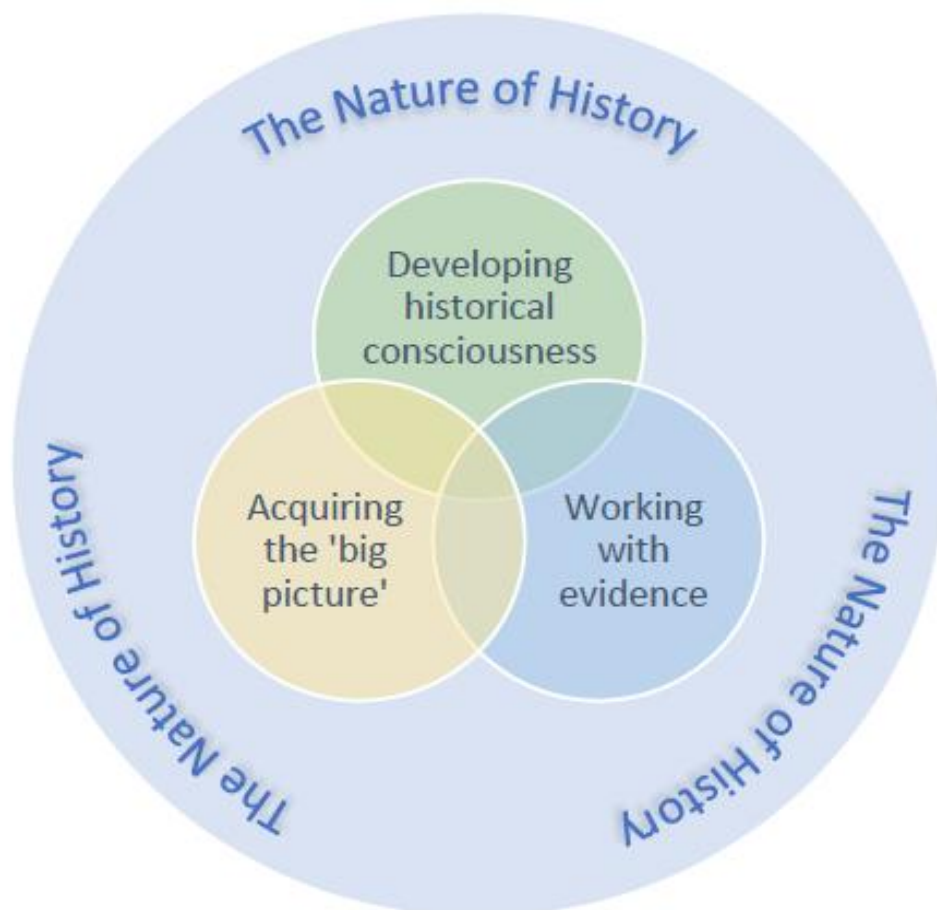 The Nature of History
Developing
historical
consciousness
Acquiring
the 'big
picture'
Working
with
evidence
The Nature of History
The Nature of History